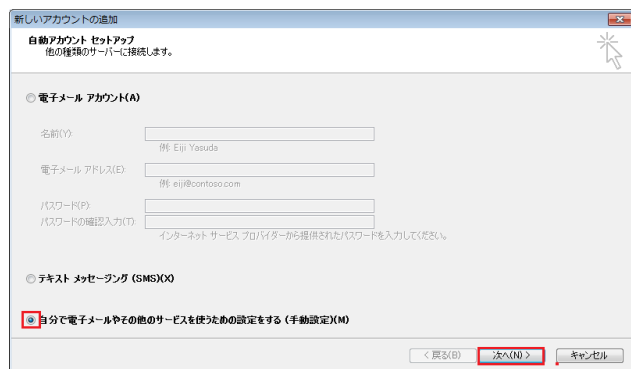 新しいアカウントの追加
自動アカウント セットアップ
他の種類のサーバーに接続します。
電子メール アカウント(A)
名前(Y):
例: Eiji Yasuda
電子メール アドレス(E):
例: eiji@contoso.com
パスワード(P):
パスワードの確認入力(T):
インターネット サービス プロバイダーから提供されたパスワードを入力してください。
テキスト メッセージング (SMS)(X)
自分で電子メールやその他のサービスを使うための設定をする (手動設定)(M)
< 戻る(B) 次へ(N) > キャンセル